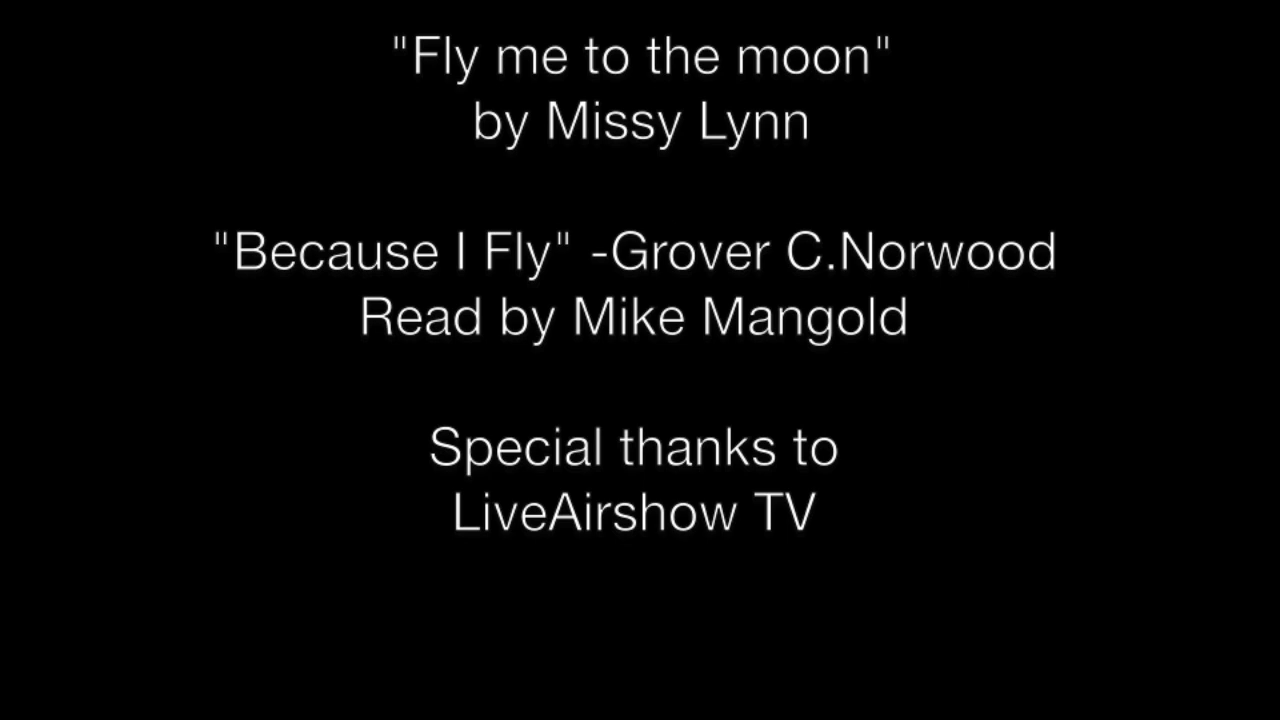 "Fly me to the moon"
by Missy Lynn
"Because I Fly" -Grover C.Norwood
Read by Mike Mangold
Special thanks to
LiveAirshow TV